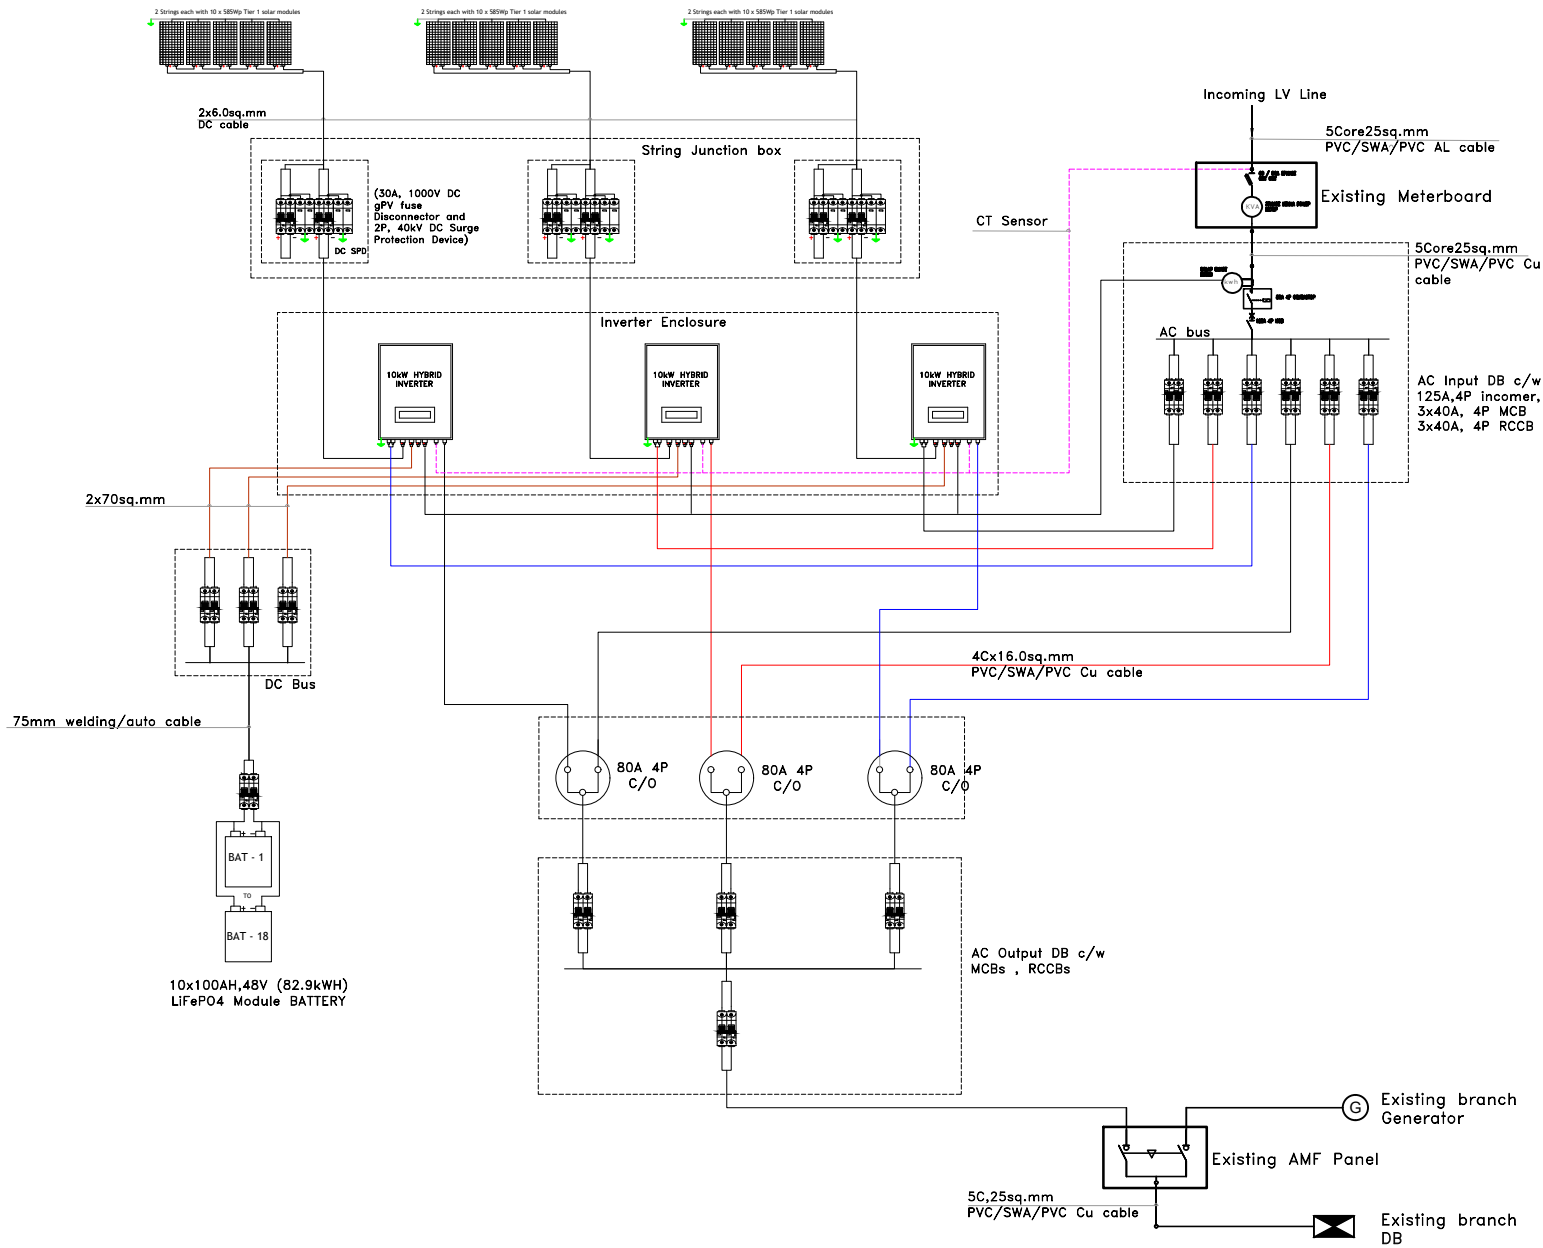 2 Strings each with 10 x 585Wp Tier 1 solar modules
2 Strings each with 10 x 585Wp Tier 1 solar modules
2 Strings each with 10 x 585Wp Tier 1 solar modules
Incoming LV Line
2x6.0sq.mm
DC cable
5Core25sq.mm
PVC/SWA/PVC AL cable
String Junction box
(30A, 1000V DC
gPV fuse
Disconnector and
2P, 40kV DC Surge
Protection Device)
DC SPD
KVA
Existing Meterboard
CT Sensor
5Core25sq.mm
PVC/SWA/PVC Cu
cable
kwh
Inverter Enclosure
AC bus
10kW HYBRID
INVERTER
10kW HYBRID
INVERTER
10kW HYBRID
INVERTER
AC Input DB c/w
125A,4P incomer,
3x40A, 4P MCB
3x40A, 4P RCCB
2x70sq.mm
4Cx16.0sq.mm
PVC/SWA/PVC Cu cable
DC Bus
75mm welding/auto cable
80A 4P
C/O
80A 4P
C/O
80A 4P
C/O
BAT - 1
TO
BAT - 18
10x100AH,48V (82.9kWH)
LiFePO4 Module BATTERY
AC Output DB c/w
MCBs , RCCBs
G
Existing branch
Generator
Existing AMF Panel
5C,25sq.mm
PVC/SWA/PVC Cu cable
Existing branch
DB